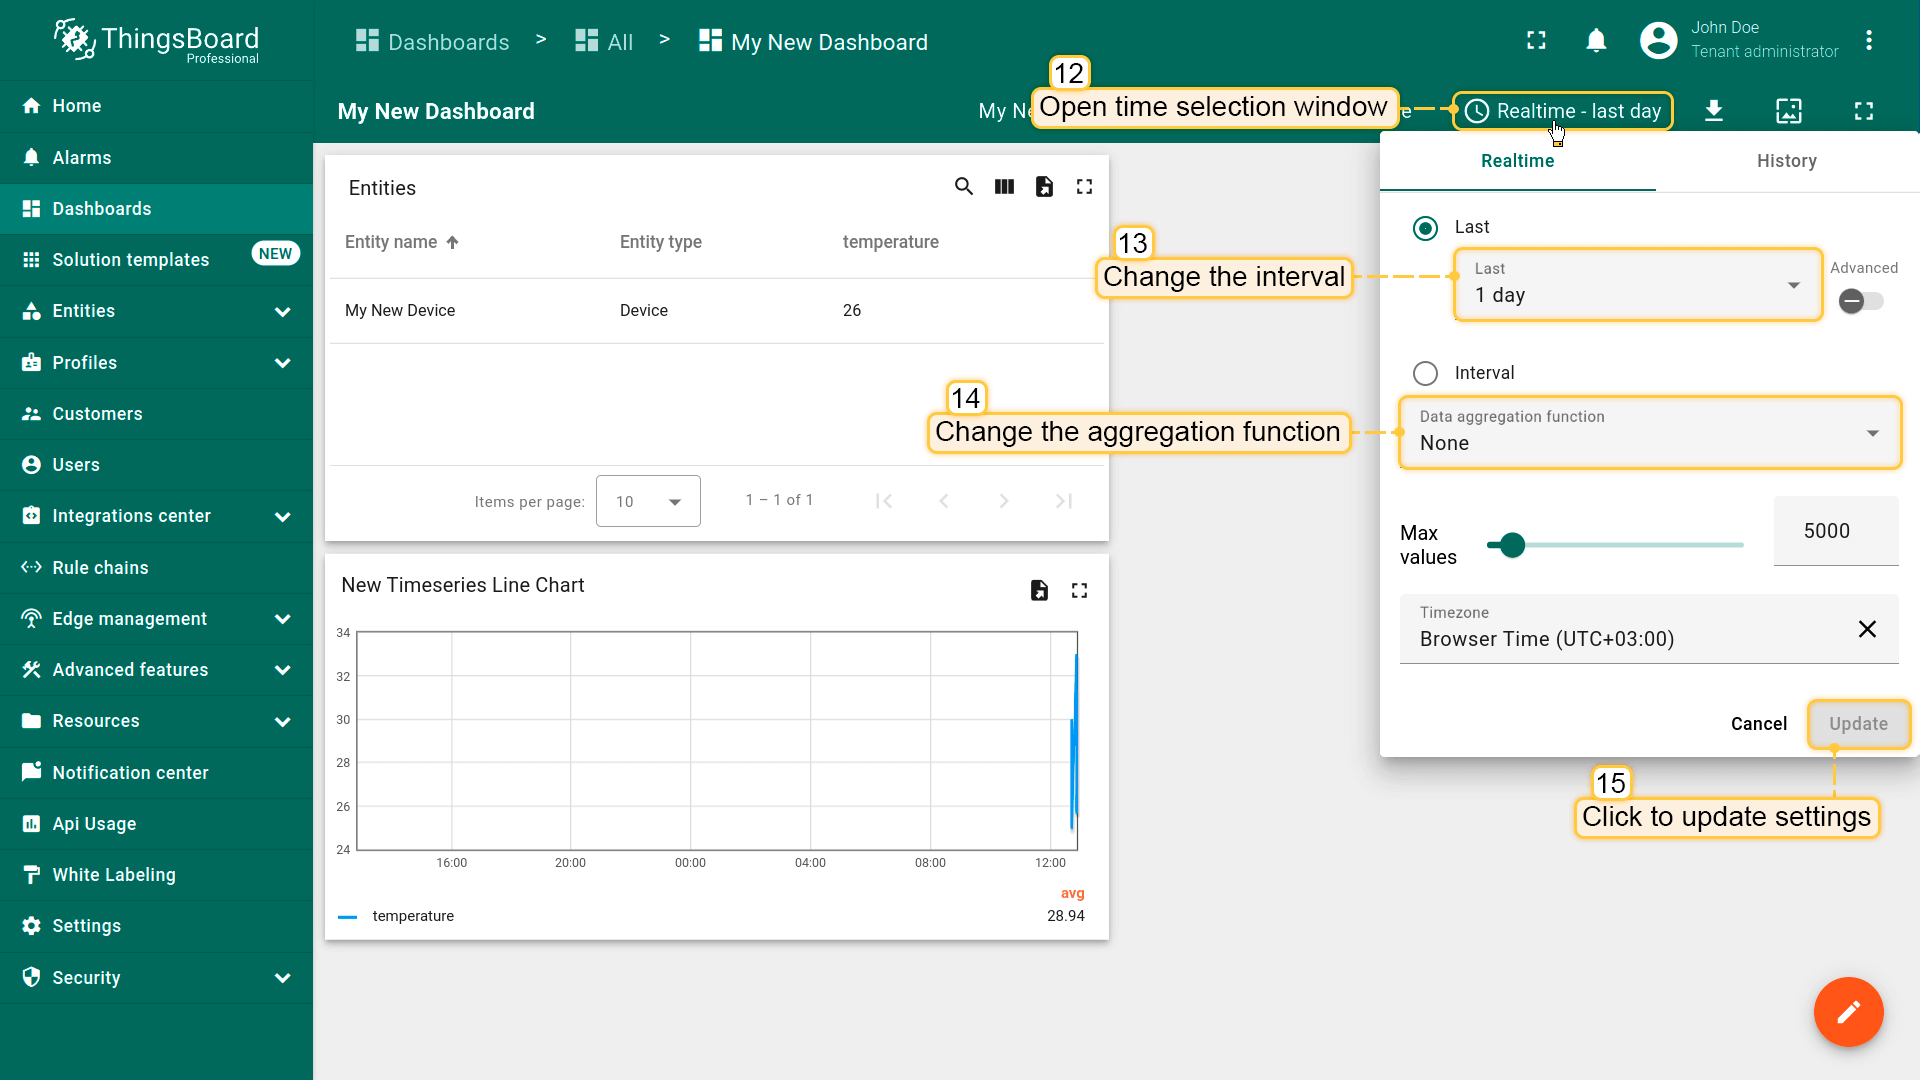 ThingsBoard
Professional
Home
Alarms
Dashboards
Solution templates
NEW
Entities
Profiles
Customers
Users
Integrations center
Rule chains
Edge management
Advanced features
Resources
Notification center
Api Usage
White Labeling
Settings
Security
Dashboards > All > My New Dashboard
John Doe
Tenant administrator
My New Dashboard
My Ne
12
Open time selection window
e
Realtime - last day
Entities
Entity name
Entity type
temperature
My New Device
Device
26
Items per page:
10
1 – 1 of 1
New Timeseries Line Chart
34
32
30
28
26
24
16:00
20:00
00:00
04:00
08:00
12:00
avg
temperature
28.94
Realtime
History
Last
13
Change the interval
Last
1 day
Advanced
Interval
14
Change the aggregation function
Data aggregation function
None
Max
values
5000
Timezone
Browser Time (UTC+03:00)
Cancel
Update
15
Click to update settings